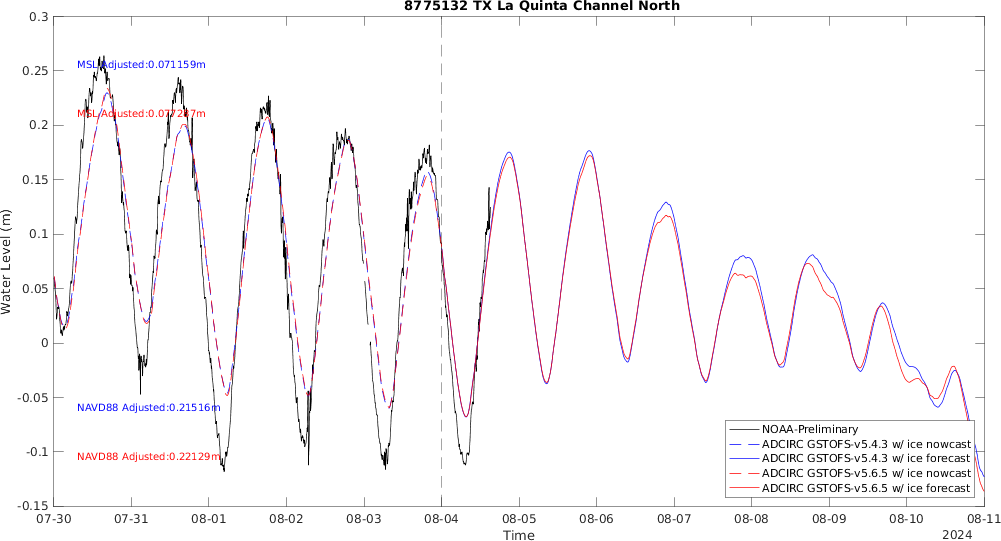 8775132 TX La Quinta Channel North
0.3
0.25
0.2
0.15
0.1
0.05
0
-0.05
-0.1
-0.15
Water Level (m)
MSL Adjusted:0.071159m
NAVD88 Adjusted:0.21516m
NAVD88 Adjusted:0.22129m
NOAA-Preliminary
ADCIRC GSTOFS-v5.4.3 w/ ice nowcast
ADCIRC GSTOFS-v5.4.3 w/ ice forecast
ADCIRC GSTOFS-v5.6.5 w/ ice nowcast
ADCIRC GSTOFS-v5.6.5 w/ ice forecast
07-30 07-31 08-01 08-02 08-03 08-04 08-05 08-06 08-07 08-08 08-09 08-10 08-11
Time
2024